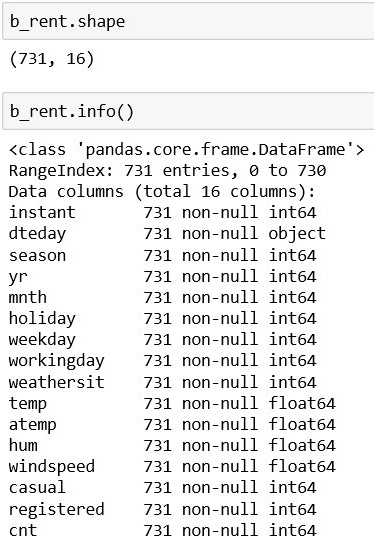 b_rent.shape
(731, 16)
b_rent.info()
<class 'pandas.core.frame.DataFrame'>
RangeIndex: 731 entries, 0 to 730
Data columns (total 16 columns):
instant       731 non-null int64
dteday        731 non-null object
season        731 non-null int64
yr            731 non-null int64
mnth          731 non-null int64
holiday       731 non-null int64
weekday       731 non-null int64
workingday    731 non-null int64
weathersit    731 non-null int64
temp          731 non-null float64
atemp         731 non-null float64
hum           731 non-null float64
windspeed     731 non-null float64
casual        731 non-null int64
registered    731 non-null int64
cnt           731 non-null int64